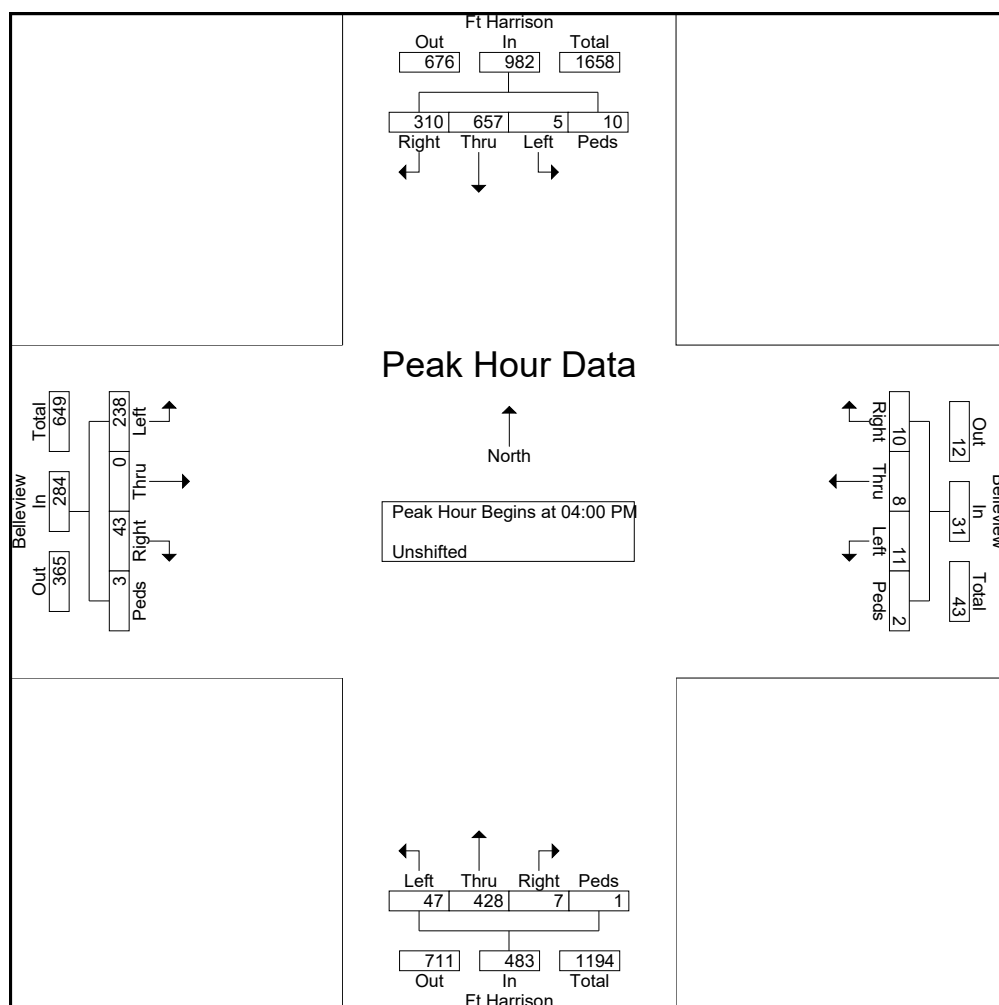 Ft Harrison
Out In Total
676 982 1658
310 657 5 10
Right Thru Left Peds
Peak Hour Data
North
Peak Hour Begins at 04:00 PM
Unshifted
Belleview
Total In Out
649 284 365
238 0 43 3
Left Thru Right Peds
Belleview
Out In Total
12 31 43
10 8 11 2
Right Thru Left Peds
Left Thru Right Peds
47 428 7 1
711 483 1194
Out In Total
Ft Harrison